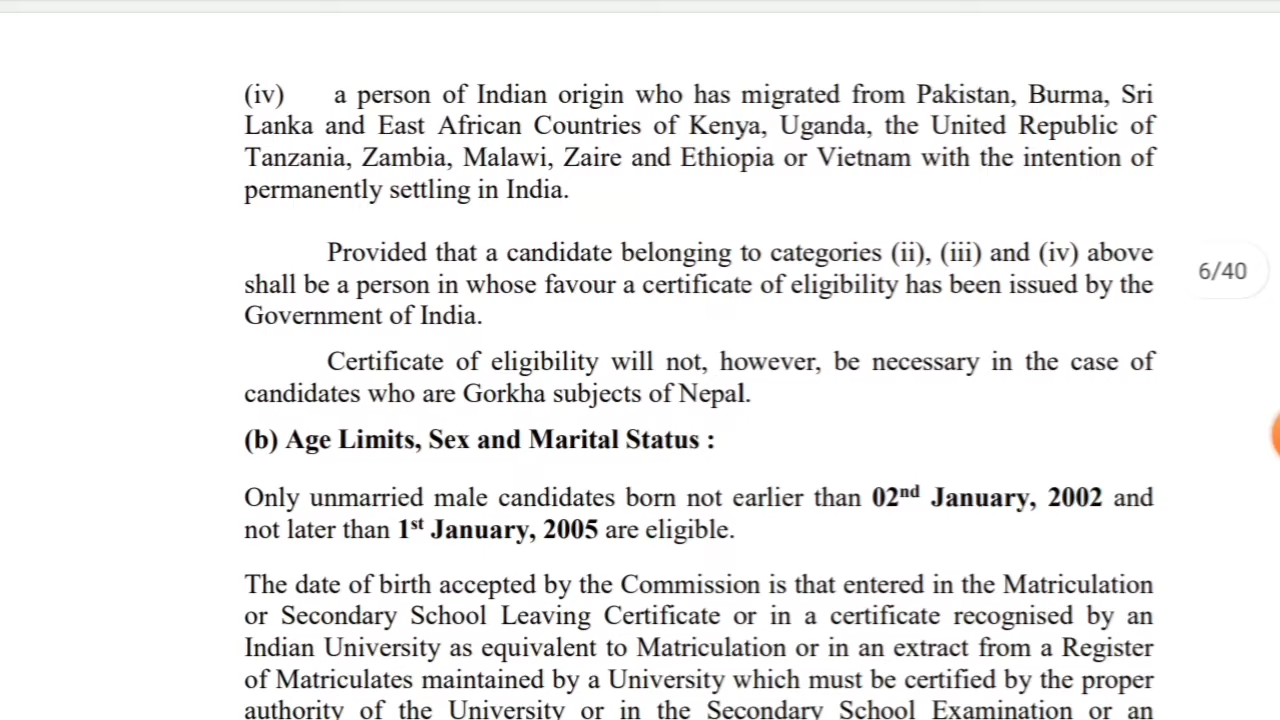 (iv) a person of Indian origin who has migrated from Pakistan, Burma, Sri
Lanka and East African Countries of Kenya, Uganda, the United Republic of
Tanzania, Zambia, Malawi, Zaire and Ethiopia or Vietnam with the intention of
permanently settling in India.
Provided that a candidate belonging to categories (ii), (iii) and (iv) above
shall be a person in whose favour a certificate of eligibility has been issued by the
Government of India.
6/40
Certificate of eligibility will not, however, be necessary in the case of
candidates who are Gorkha subjects of Nepal.
(b) Age Limits, Sex and Marital Status :
Only unmarried male candidates born not earlier than 02nd January, 2002 and
not later than 1st January, 2005 are eligible.
The date of birth accepted by the Commission is that entered in the Matriculation
or Secondary School Leaving Certificate or in a certificate recognised by an
Indian University as equivalent to Matriculation or in an extract from a Register
of Matriculates maintained by a University which must be certified by the proper
authority of the University or in the Secondary School Examination or an